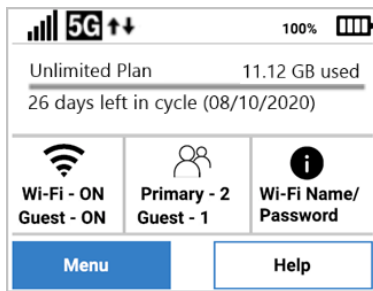 5G 100%
Unlimited Plan 11.12 GB used
26 days left in cycle (08/10/2020)
Wi-Fi - ON Primary - 2 Wi-Fi Name/
Guest - ON Guest - 1 Password
Menu Help